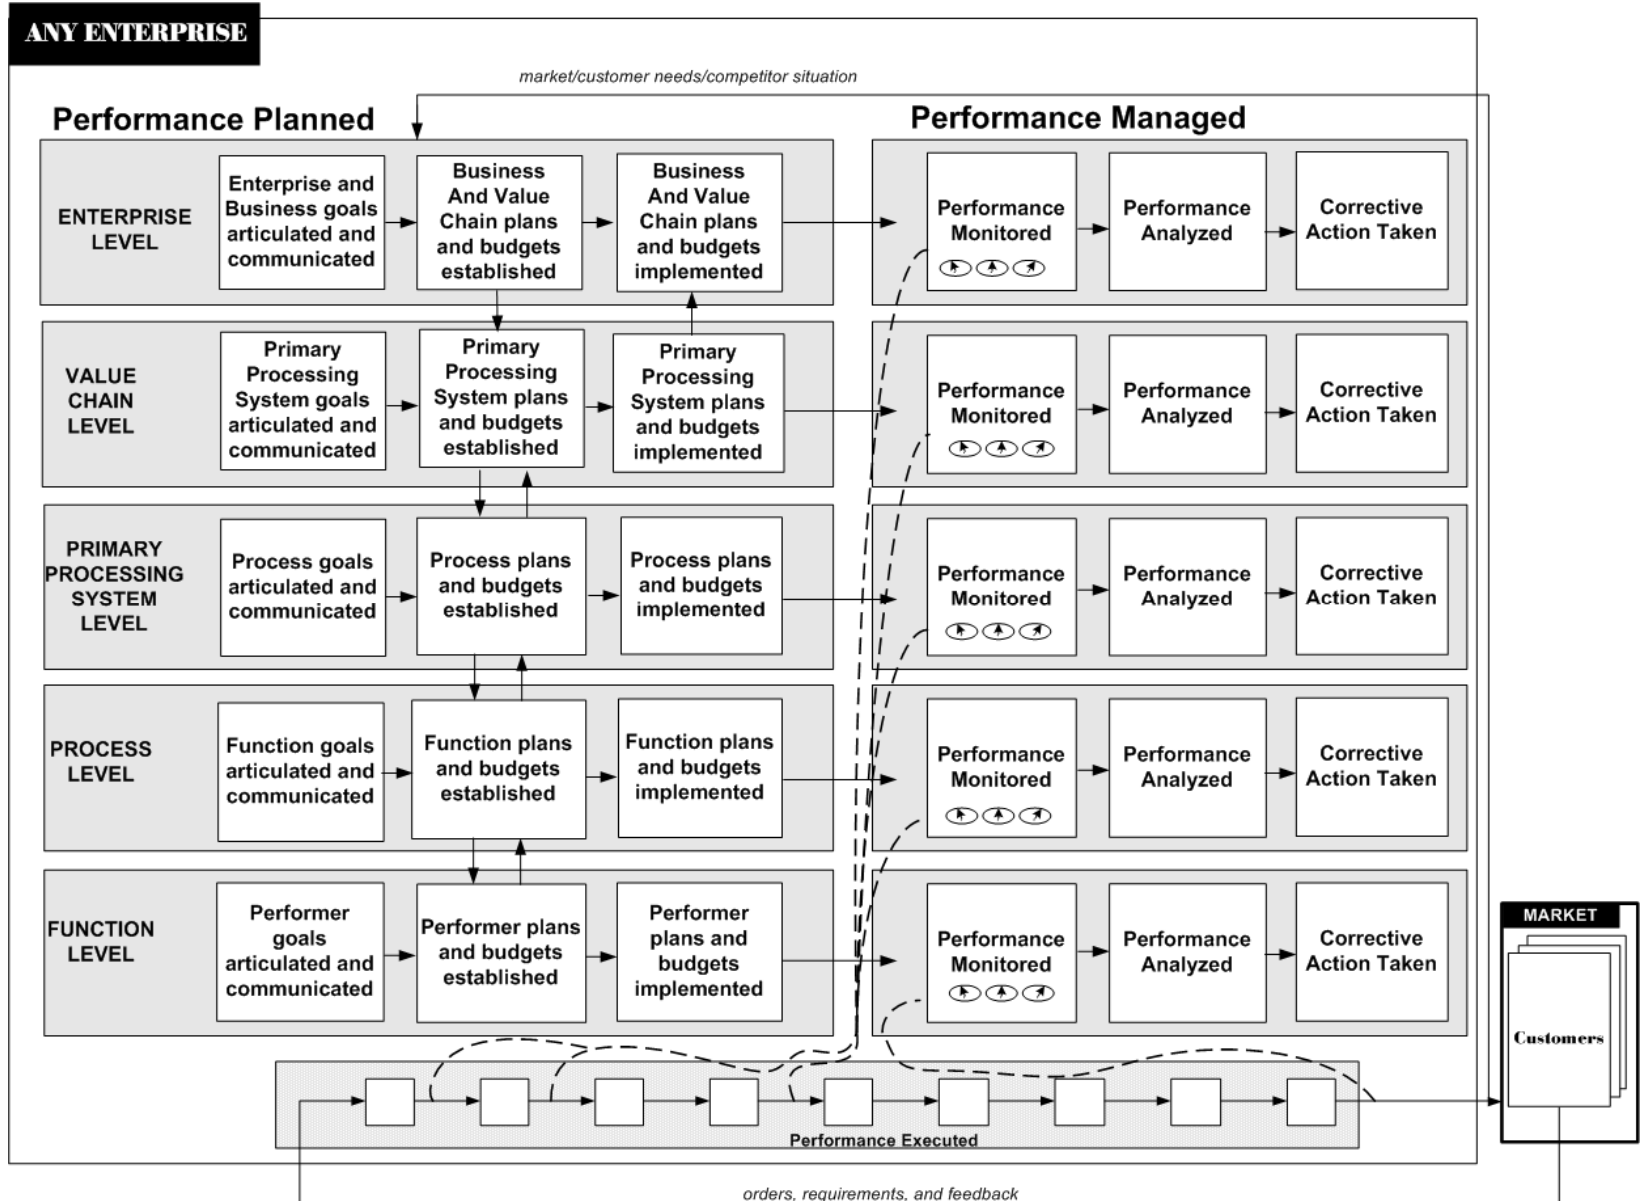 ANY ENTERPRISE
market/customer needs/competitor situation
Performance Planned
Performance Managed
ENTERPRISE
LEVEL
Enterprise and
Business goals
articulated and
communicated
Business
And Value
Chain plans
and budgets
established
Business
And Value
Chain plans
and budgets
implemented
Performance
Monitored
Performance
Analyzed
Corrective
Action Taken
VALUE
CHAIN
LEVEL
Primary
Processing
System goals
articulated and
communicated
Primary
Processing
System plans
and budgets
established
Primary
Processing
System plans
and budgets
implemented
Performance
Monitored
Performance
Analyzed
Corrective
Action Taken
PRIMARY
PROCESSING
SYSTEM
LEVEL
Process goals
articulated and
communicated
Process plans
and budgets
established
Process plans
and budgets
implemented
Performance
Monitored
Performance
Analyzed
Corrective
Action Taken
PROCESS
LEVEL
Function goals
articulated and
communicated
Function plans
and budgets
established
Function plans
and budgets
implemented
Performance
Monitored
Performance
Analyzed
Corrective
Action Taken
FUNCTION
LEVEL
Performer
goals
articulated and
communicated
Performer plans
and budgets
established
Performer
plans and
budgets
implemented
Performance
Monitored
Performance
Analyzed
Corrective
Action Taken
MARKET
Customers
Performance Executed
orders, requirements, and feedback